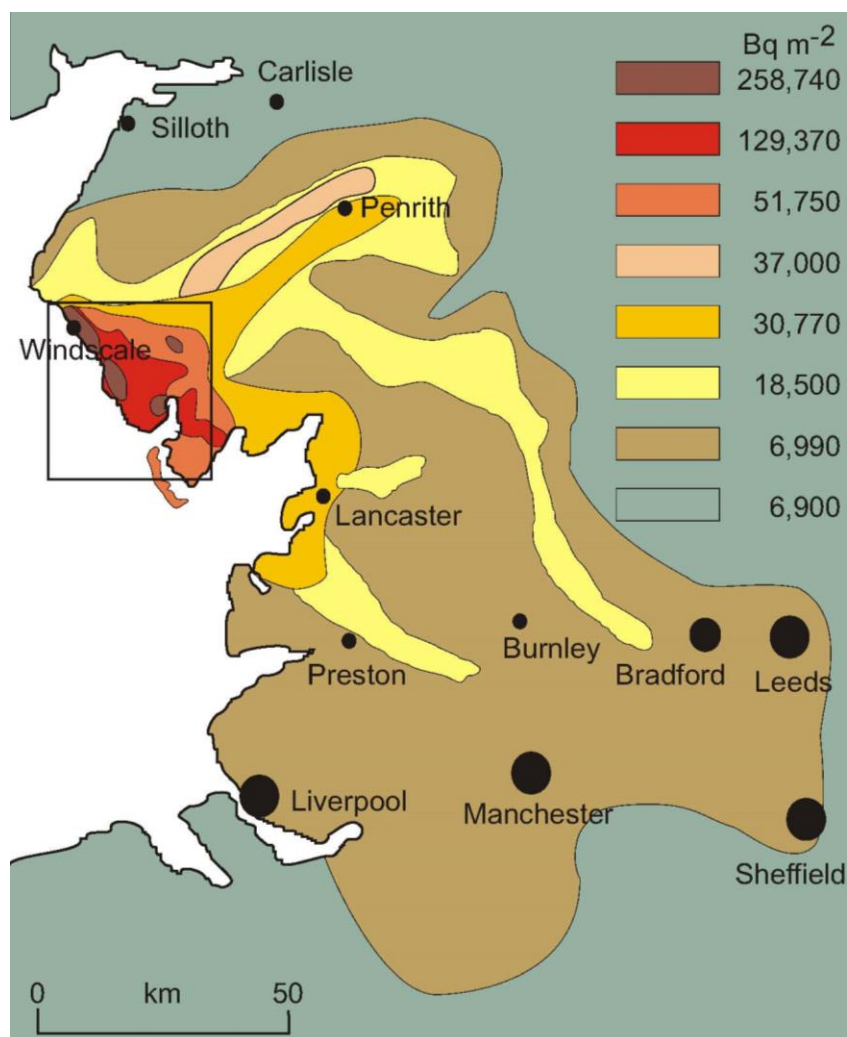 Bq m-2
Carlisle
258,740
Silloth
129,370
51,750
Penrith
37,000
30,770
Windscale
18,500
6,990
Lancaster
6,900
Burnley
Preston
Bradford
Leeds
Liverpool
Manchester
Sheffield
0 km 50